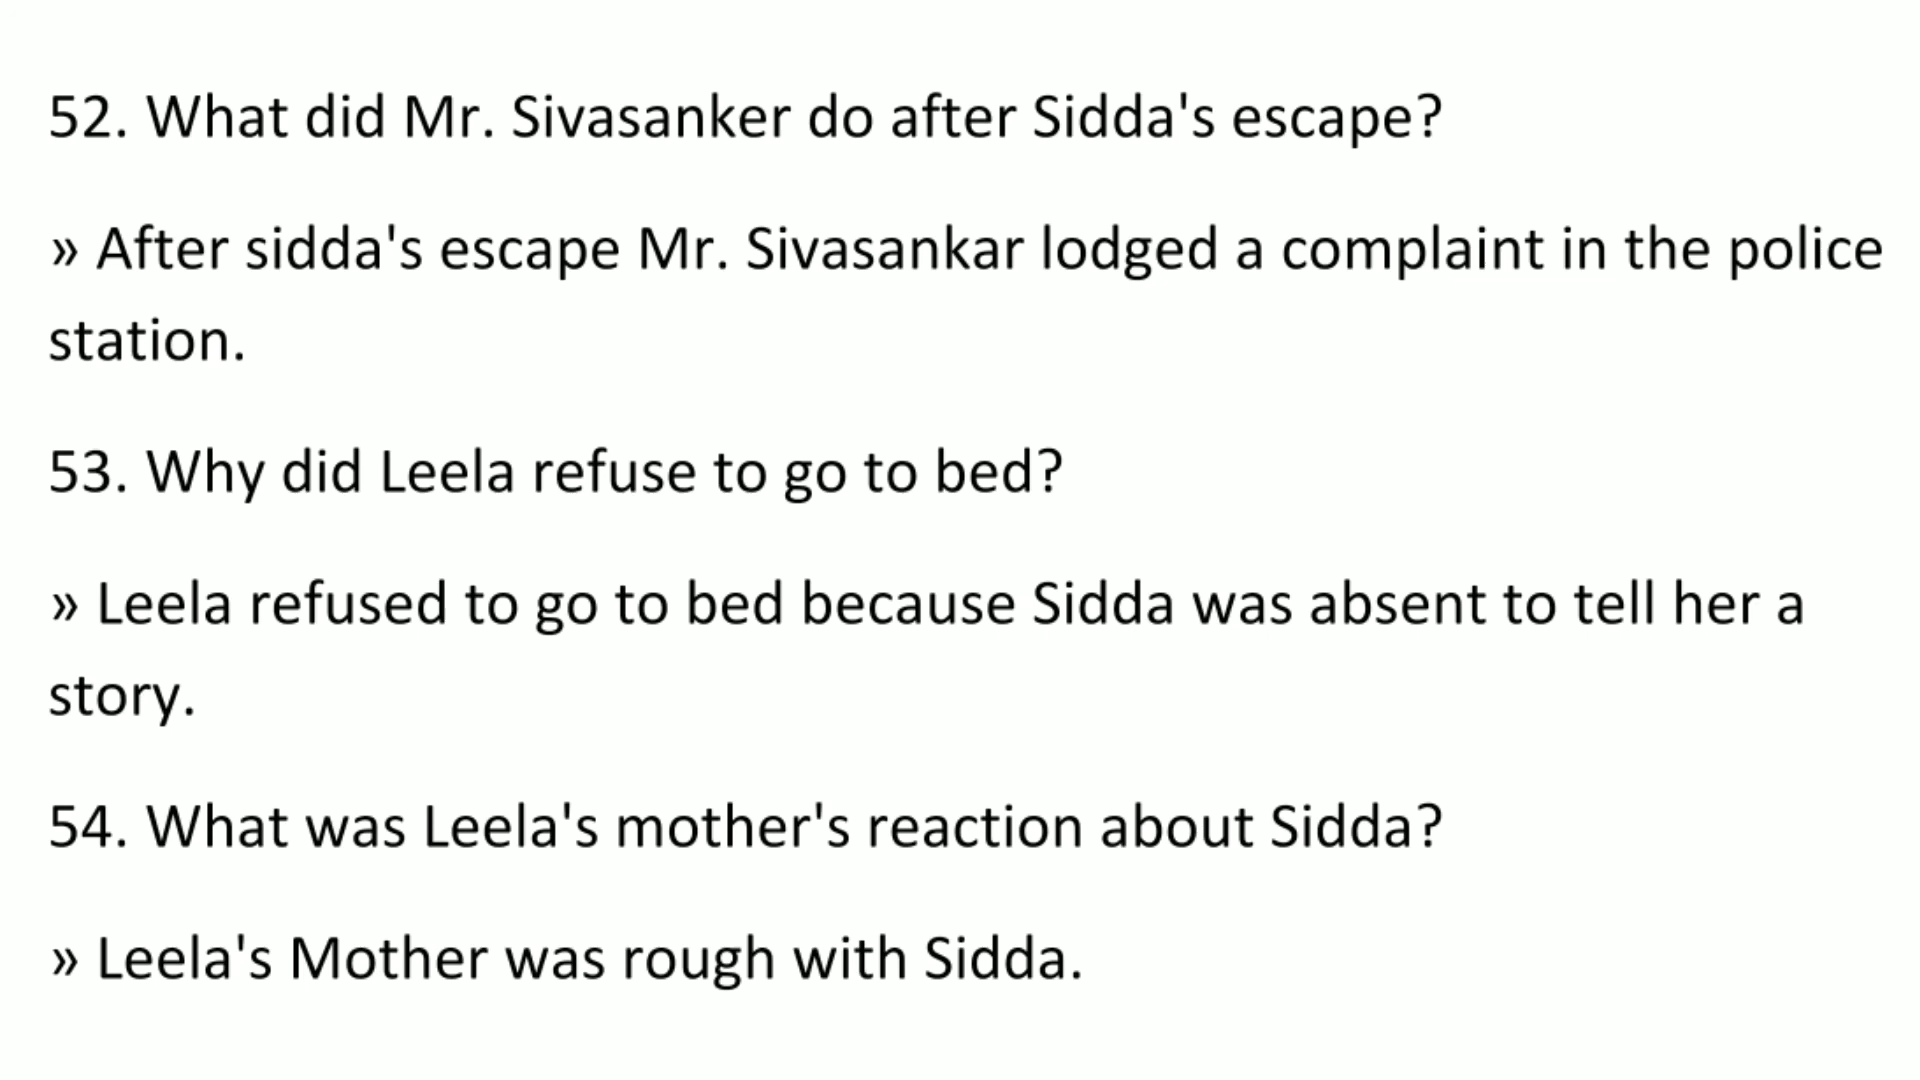 52. What did Mr. Sivasanker do after Sidda's escape?
» After sidda's escape Mr. Sivasankar lodged a complaint in the police
station.
53. Why did Leela refuse to go to bed?
» Leela refused to go to bed because Sidda was absent to tell her a
story.
54. What was Leela's mother's reaction about Sidda?
» Leela's Mother was rough with Sidda.